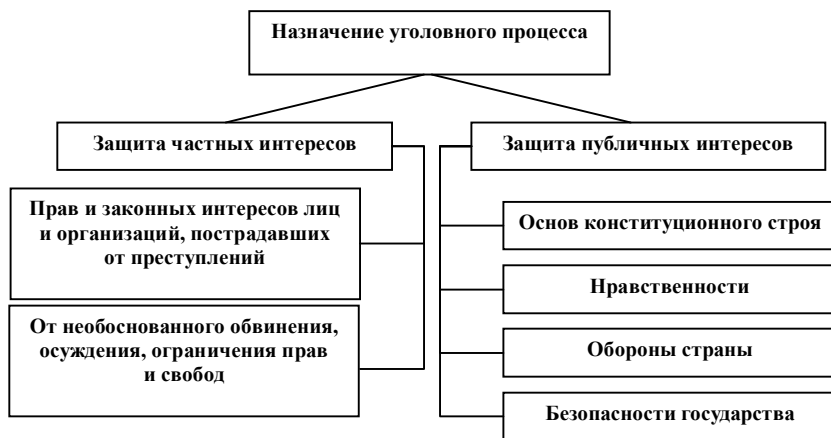 Назначение уголовного процесса
Защита частных интересов
Прав и законных интересов лиц
и организаций, пострадавших
от преступлений
От необоснованного обвинения,
осуждения, ограничения прав
и свобод
Защита публичных интересов
Основ конституционного строя
Нравственности
Обороны страны
Безопасности государства